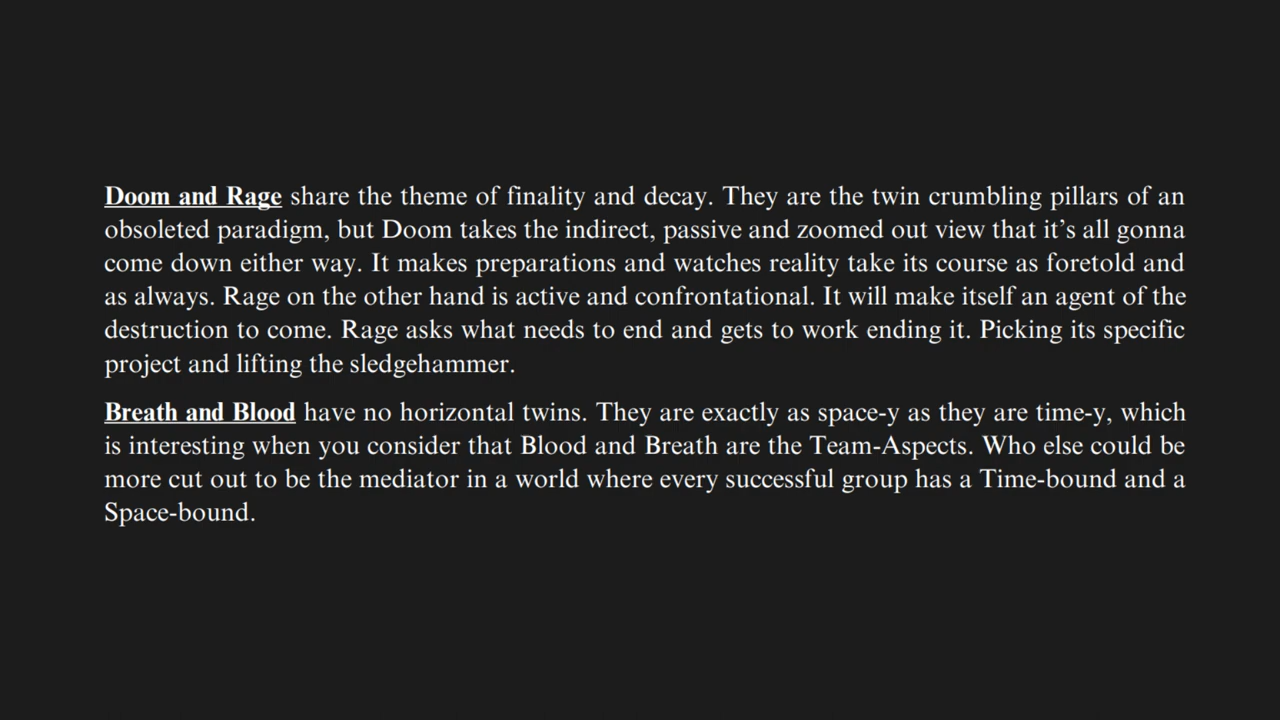 Doom and Rage share the theme of finality and decay. They are the twin crumbling pillars of an
obsoleted paradigm, but Doom takes the indirect, passive and zoomed out view that it’s all gonna
come down either way. It makes preparations and watches reality take its course as foretold and
as always. Rage on the other hand is active and confrontational. It will make itself an agent of the
destruction to come. Rage asks what needs to end and gets to work ending it. Picking its specific
project and lifting the sledgehammer.
Breath and Blood have no horizontal twins. They are exactly as space-y as they are time-y, which
is interesting when you consider that Blood and Breath are the Team-Aspects. Who else could be
more cut out to be the mediator in a world where every successful group has a Time-bound and a
Space-bound.